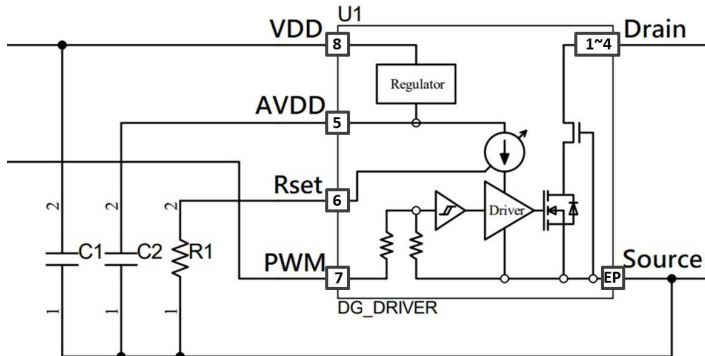 U1
VDD
8
1~4
Drain
Regulator
AVDD
5
2
2
2
Rset
6
Driver
C1
C2
R1
PWM
7
EP
Source
1
1
1
DG_DRIVER